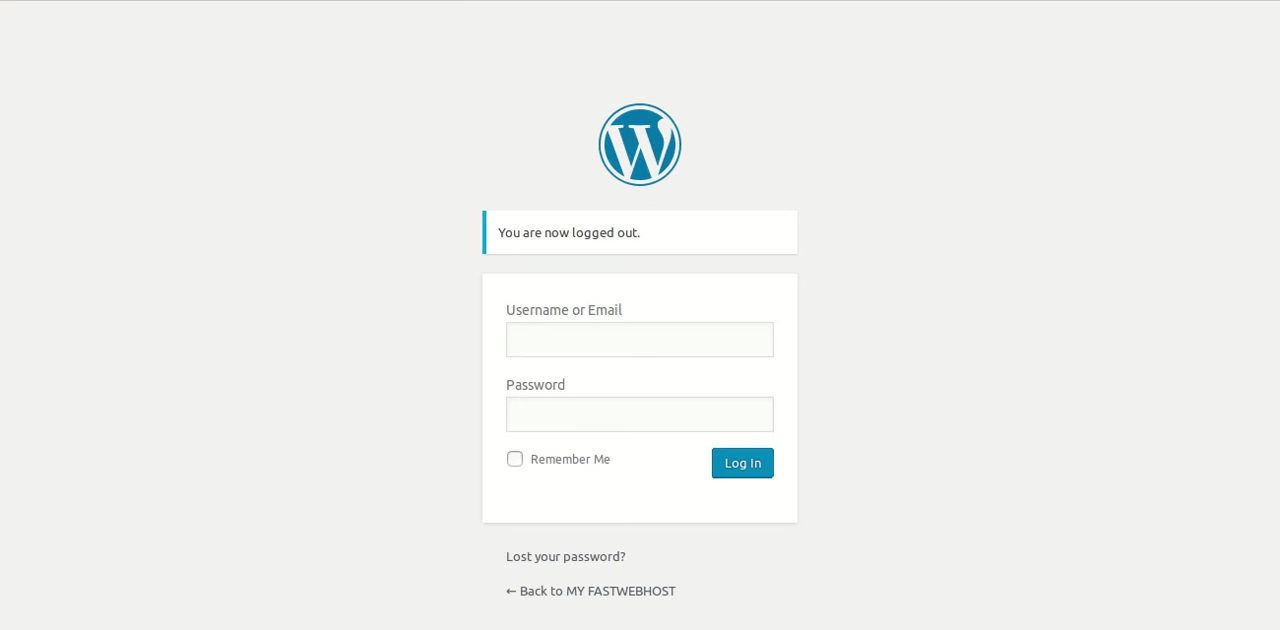 You are now logged out.
Username or Email
Password
Remember Me
Log In
Lost your password?
← Back to MY FASTWEBHOST